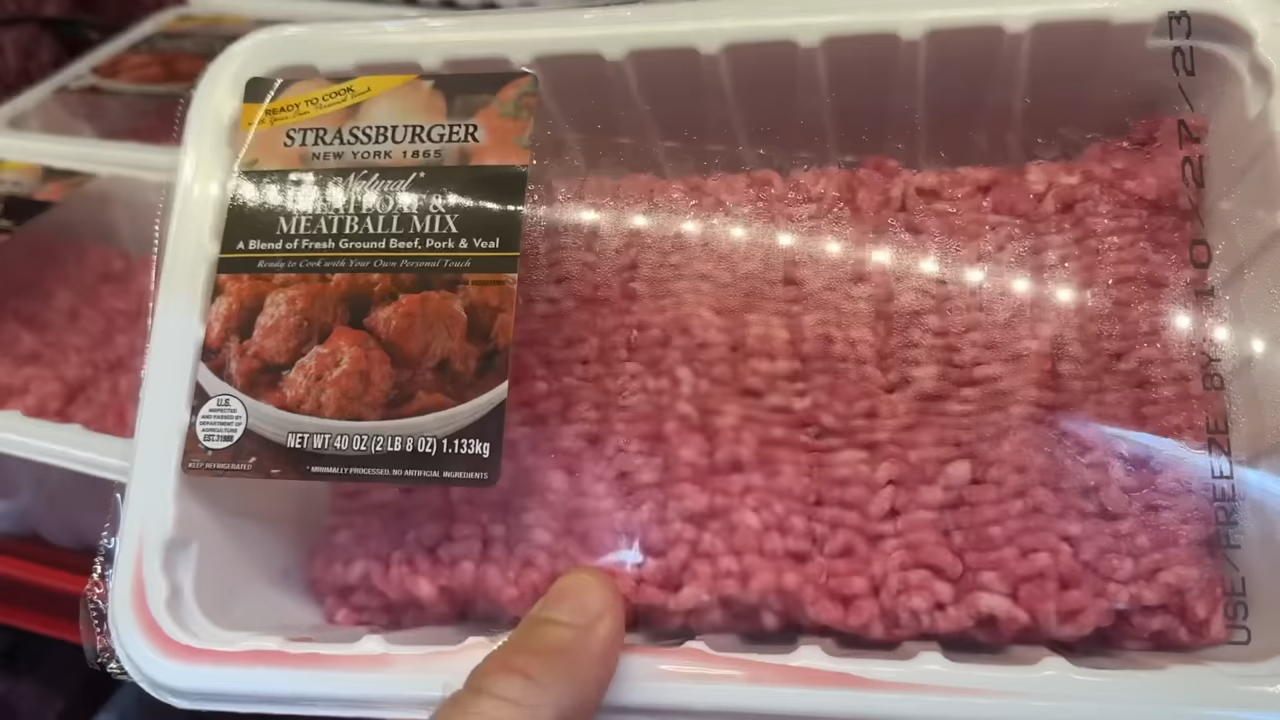 READY TO COOK
STRASSBURGER
NEW YORK 1865
Natural*
MEATLOAF &
MEATBALL MIX
A Blend of Fresh Ground Beef, Pork & Veal
Ready to Cook with Your Own Personal Touch
U.S.
INSPECTED
AND PASSED BY
DEPARTMENT OF
AGRICULTURE
NET WT 40 OZ (2 LB 8 OZ) 1.133kg
KEEP REFRIGERATED
* MINIMALLY PROCESSED. NO ARTIFICIAL INGREDIENTS
USE/FREEZE BY 10/27/23